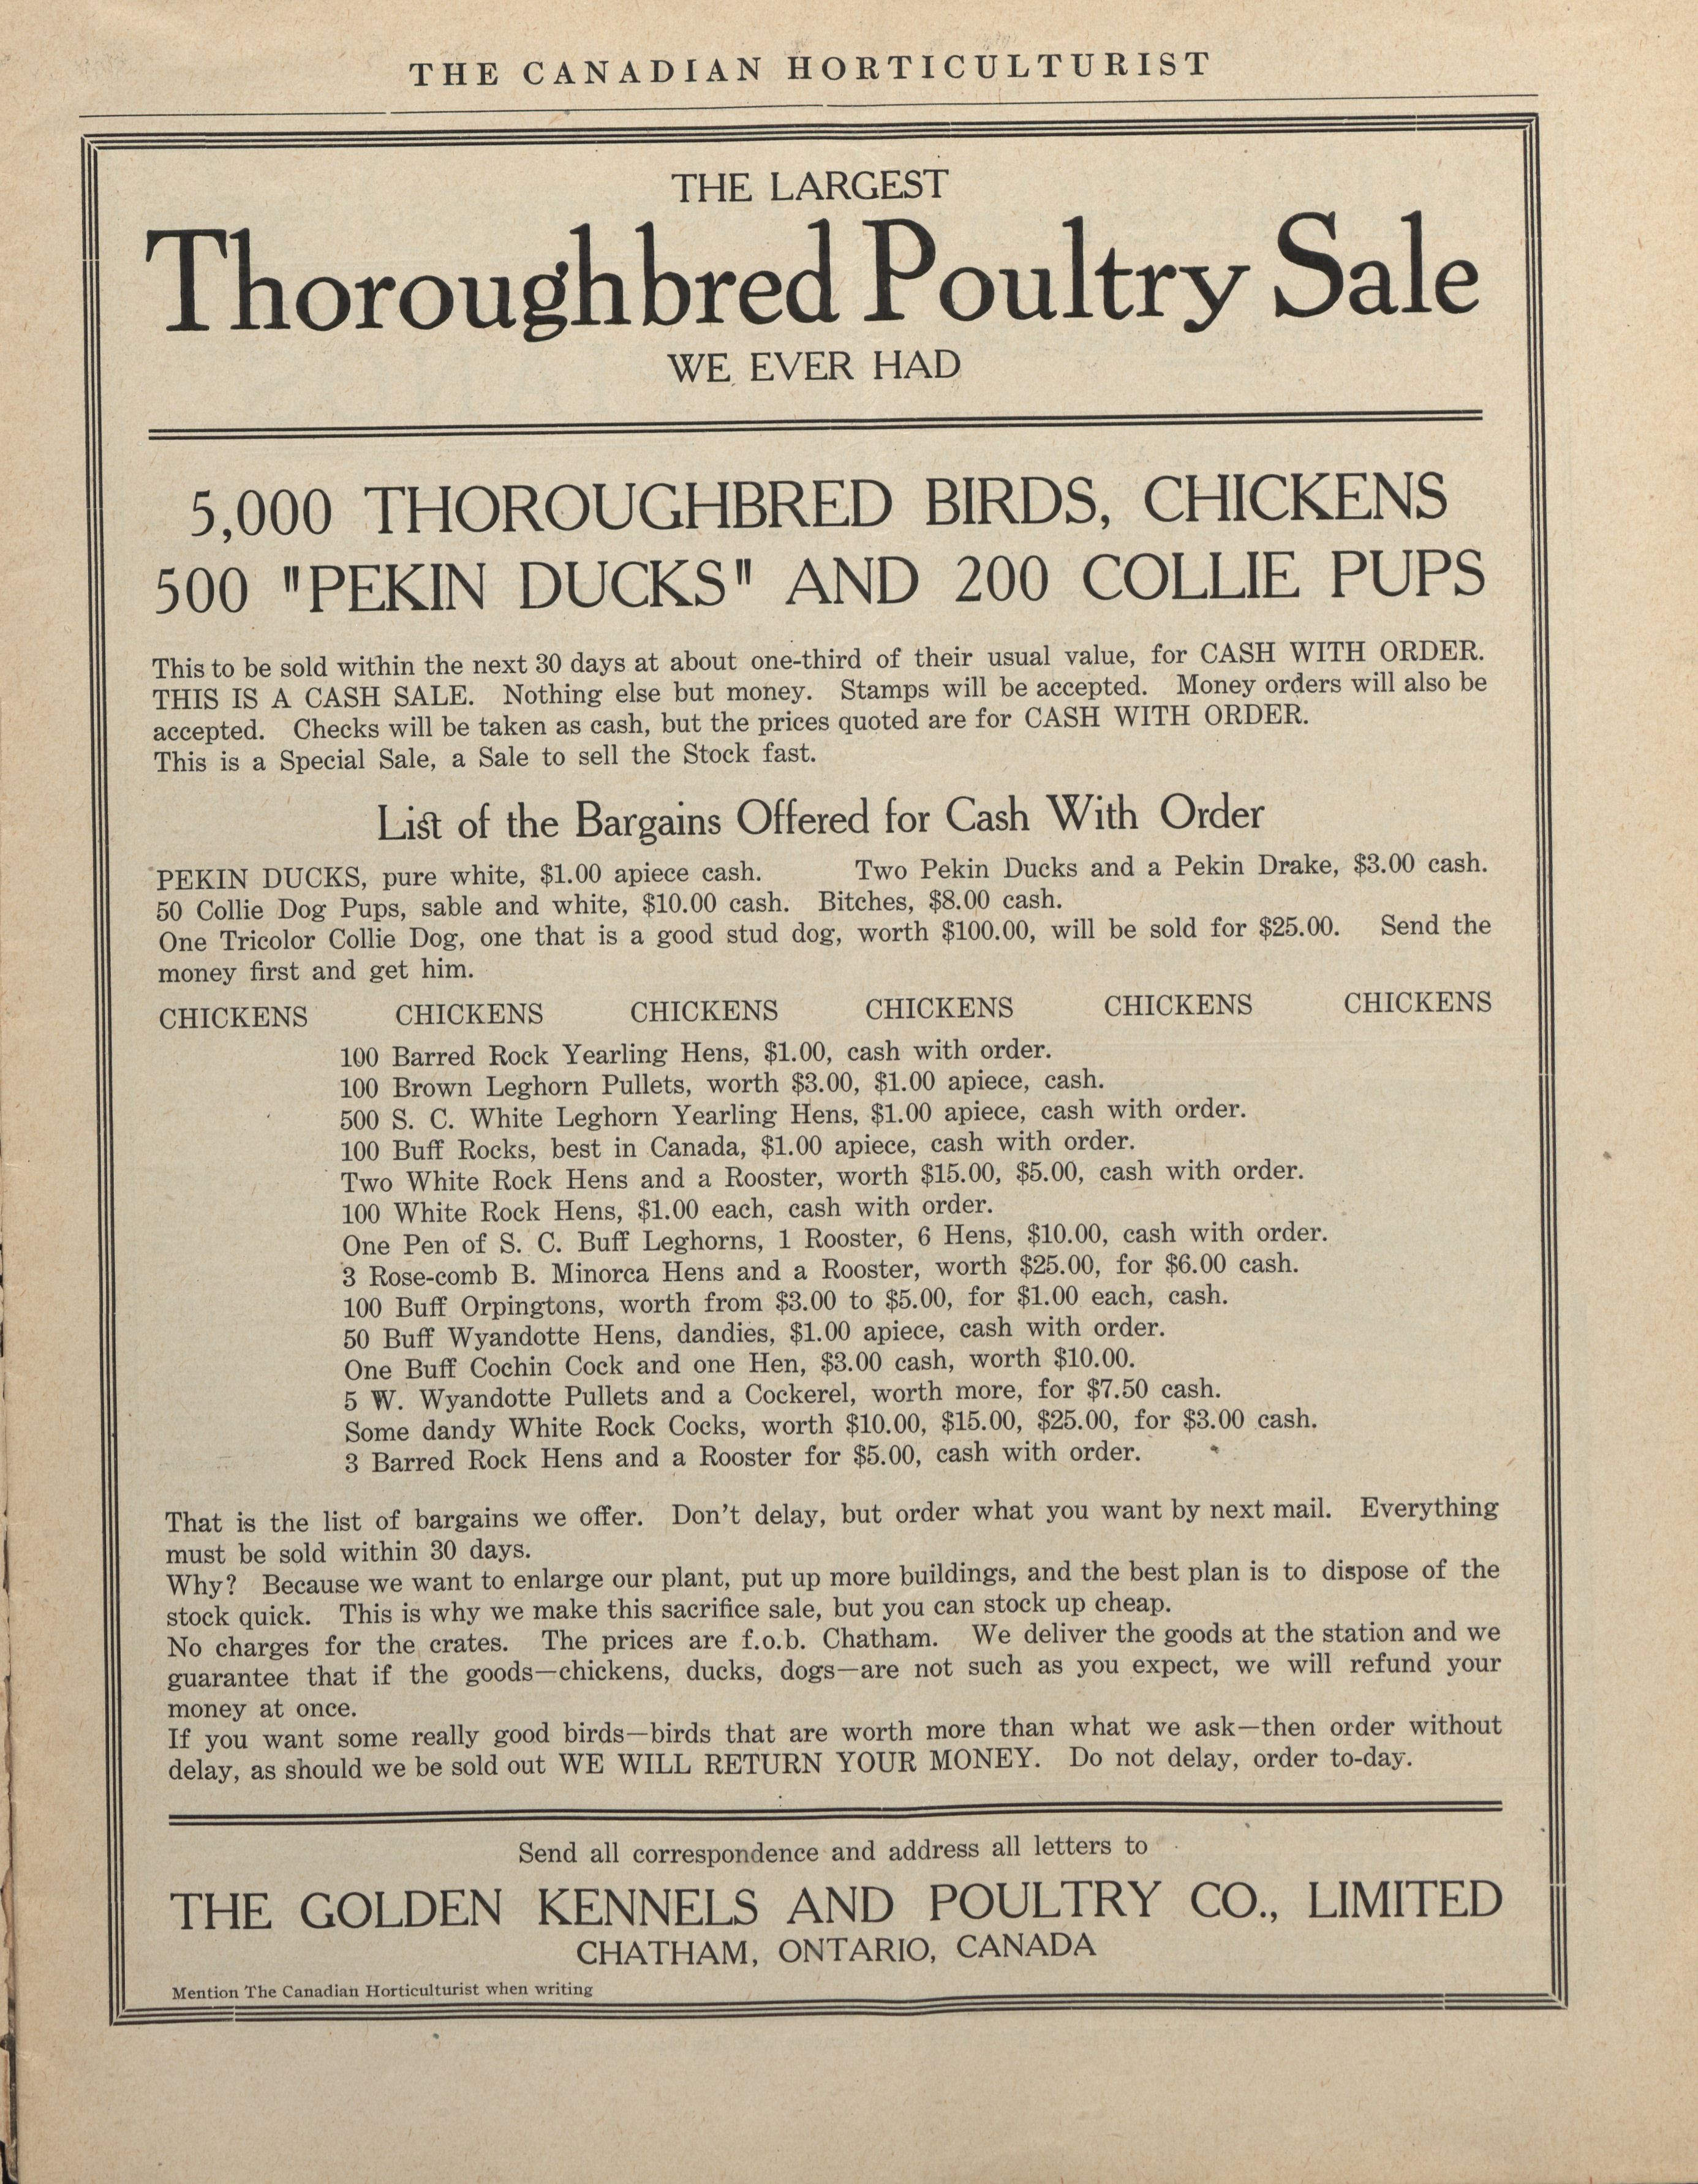 THE CANADIAN HORTICULTURIST
THE LARGEST
Thoroughbred Poultry Sale
WE EVER HAD
5,000 THOROUGHBRED BIRDS, CHICKENS
500 "PEKIN DUCKS" AND 200 COLLIE PUPS
This to be sold within the next 30 days at about one-third of their usual value, for CASH WITH ORDER.
THIS IS A CASH SALE. Nothing else but money. Stamps will be accepted. Money orders will also be
accepted. Checks will be taken as cash, but the prices quoted are for CASH WITH ORDER.
This is a Special Sale, a Sale to sell the Stock fast.
List of the Bargains Offered for Cash With Order
PEKIN DUCKS, pure white, $1.00 apiece cash. Two Pekin Ducks and a Pekin Drake, $3.00 cash.
50 Collie Dog Pups, sable and white, $10.00 cash. Bitches, $8.00 cash.
One Tricolor Collie Dog, one that is a good stud dog, worth $100.00, will be sold for $25.00. Send the
money first and get him.
CHICKENS CHICKENS CHICKENS CHICKENS CHICKENS CHICKENS
100 Barred Rock Yearling Hens, $1.00, cash with order.
100 Brown Leghorn Pullets, worth $3.00, $1.00 apiece, cash.
500 S. C. White Leghorn Yearling Hens, $1.00 apiece, cash with order.
100 Buff Rocks, best in Canada, $1.00 apiece, cash with order.
Two White Rock Hens and a Rooster, worth $15.00, $5.00, cash with order.
100 White Rock Hens, $1.00 each, cash with order.
One Pen of S. C. Buff Leghorns, 1 Rooster, 6 Hens, $10.00, cash with order.
3 Rose-comb B. Minorca Hens and a Rooster, worth $25.00, for $6.00 cash.
100 Buff Orpingtons, worth from $3.00 to $5.00, for $1.00 each, cash.
50 Buff Wyandotte Hens, dandies, $1.00 apiece, cash with order.
One Buff Cochin Cock and one Hen, $3.00 cash, worth $10.00.
5 W. Wyandotte Pullets and a Cockerel, worth more, for $7.50 cash.
Some dandy White Rock Cocks, worth $10.00, $15.00, $25.00, for $3.00 cash.
3 Barred Rock Hens and a Rooster for $5.00, cash with order.
That is the list of bargains we offer. Don't delay, but order what you want by next mail. Everything
must be sold within 30 days.
Why? Because we want to enlarge our plant, put up more buildings, and the best plan is to dispose of the
stock quick. This is why we make this sacrifice sale, but you can stock up cheap.
No charges for the crates. The prices are f.o.b. Chatham. We deliver the goods at the station and we
guarantee that if the goods—chickens, ducks, dogs—are not such as you expect, we will refund your
money at once.
If you want some really good birds—birds that are worth more than what we ask—then order without
delay, as should we be sold out WE WILL RETURN YOUR MONEY. Do not delay, order to-day.
Send all correspondence and address all letters to
THE GOLDEN KENNELS AND POULTRY CO., LIMITED
CHATHAM, ONTARIO, CANADA
Mention The Canadian Horticulturist when writing